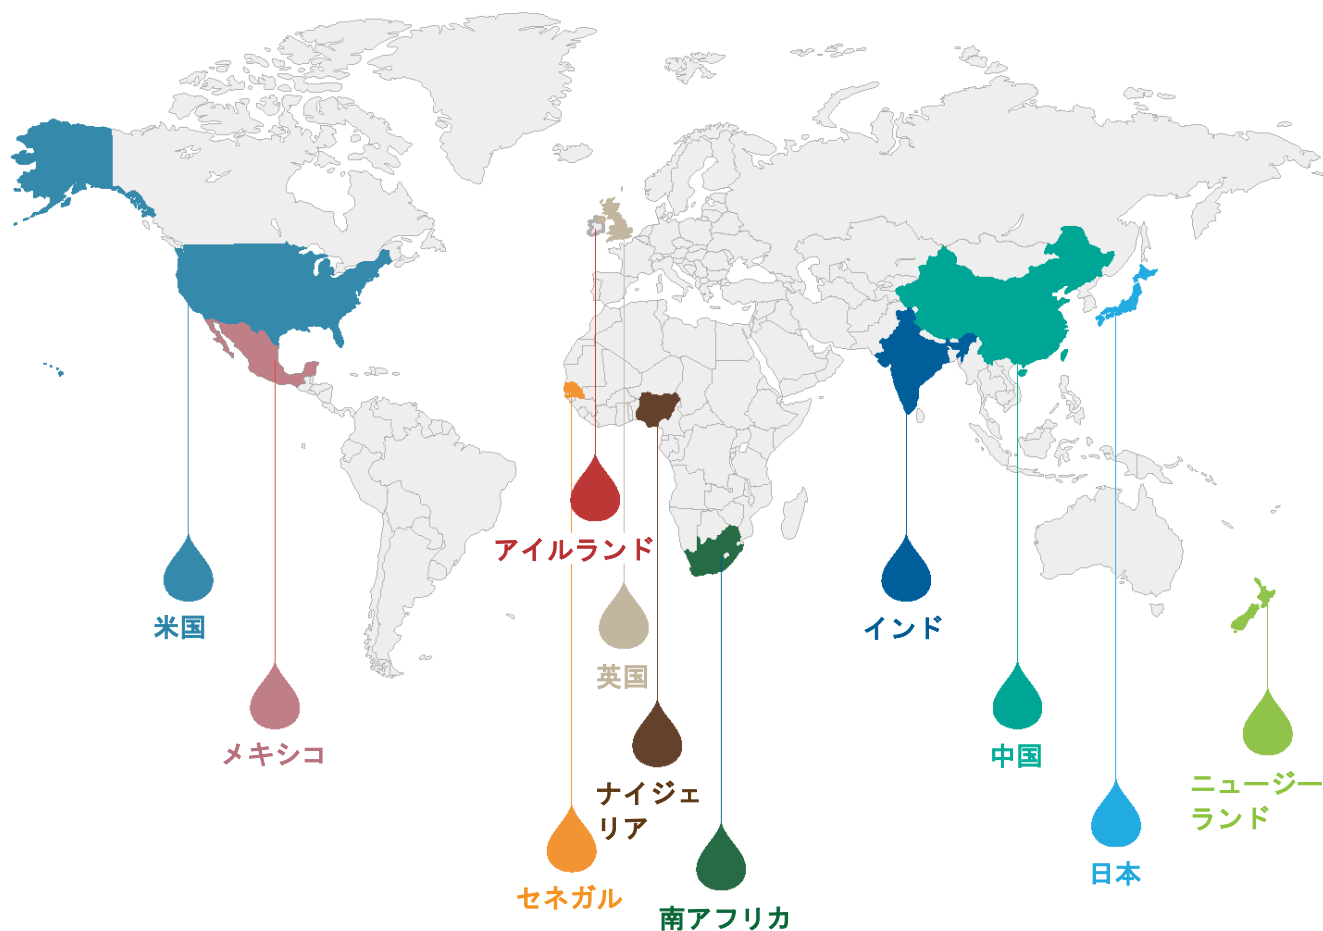 アイルランド
米国
インド
英国
メキシコ
中国
ナイジェ
リア
ニュージー
ランド
日本
セネガル
南アフリカ